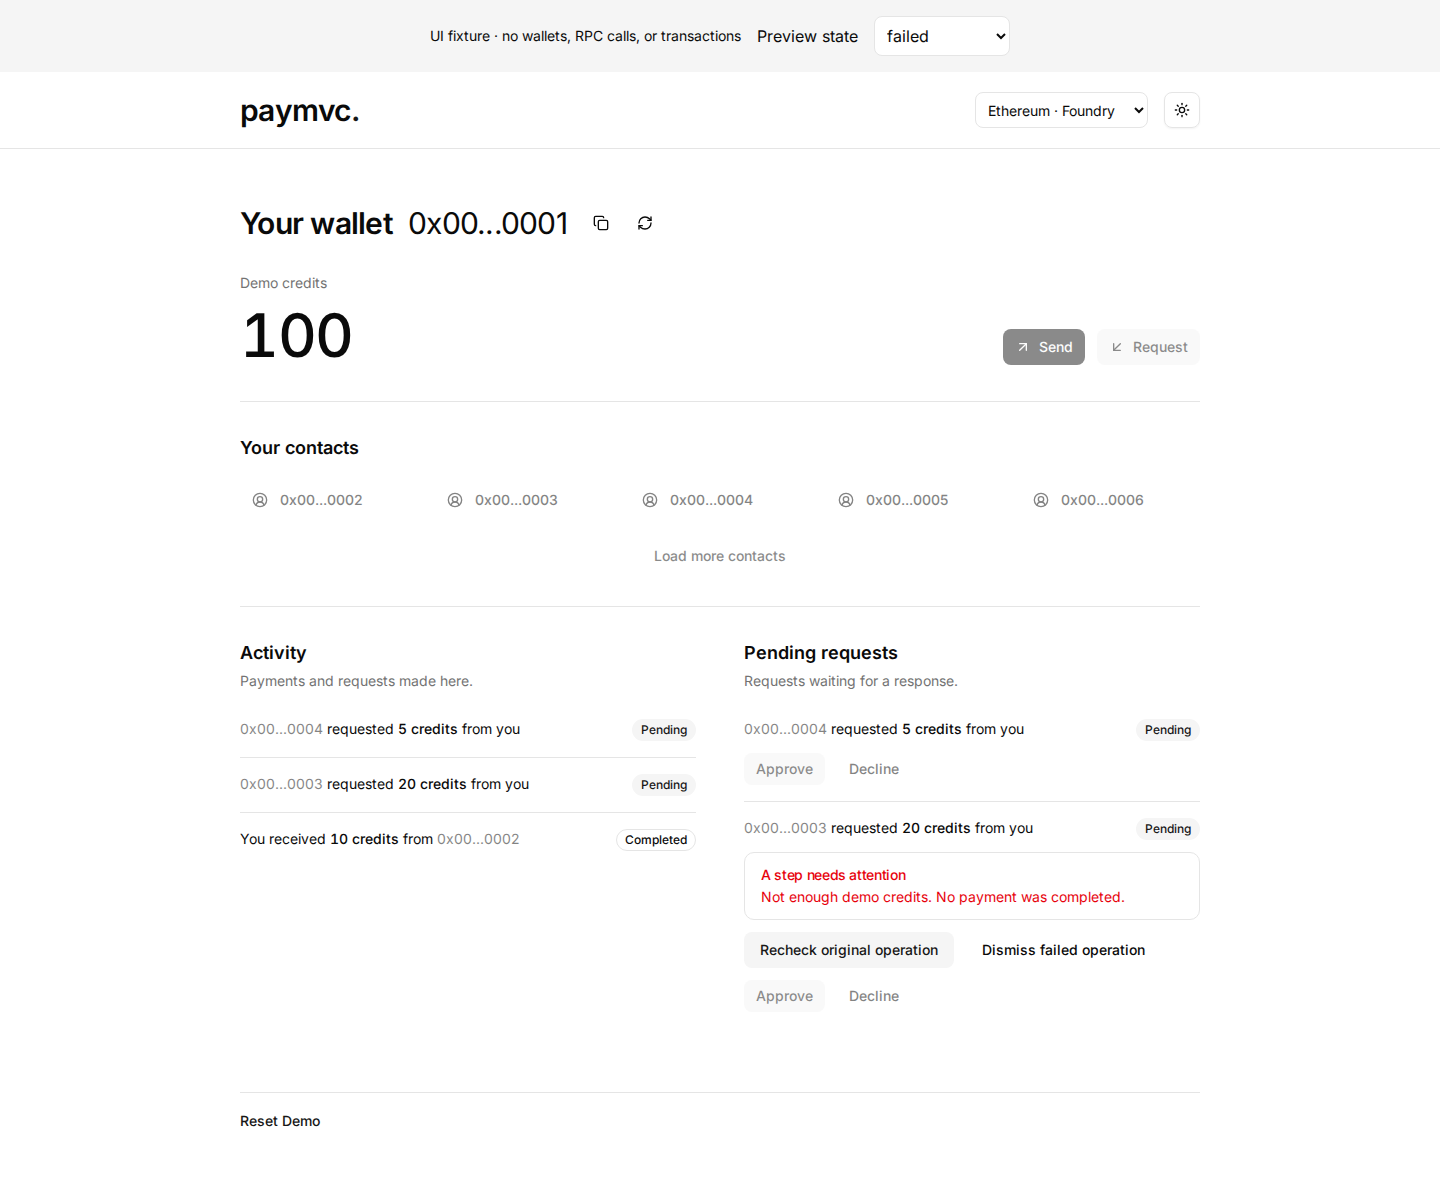 UI fixture · no wallets, RPC calls, or transactions Preview state failed
paymvc. Ethereum · Foundry
Your wallet 0x00...0001
Demo credits
100
Send Request
Your contacts
0x00...0002 0x00...0003 0x00...0004 0x00...0005 0x00...0006
Load more contacts
Activity
Payments and requests made here.
0x00...0004 requested 5 credits from you Pending
0x00...0003 requested 20 credits from you Pending
You received 10 credits from 0x00...0002 Completed
Pending requests
Requests waiting for a response.
0x00...0004 requested 5 credits from you Pending
Approve Decline
0x00...0003 requested 20 credits from you Pending
A step needs attention
Not enough demo credits. No payment was completed.
Recheck original operation Dismiss failed operation
Approve Decline
Reset Demo